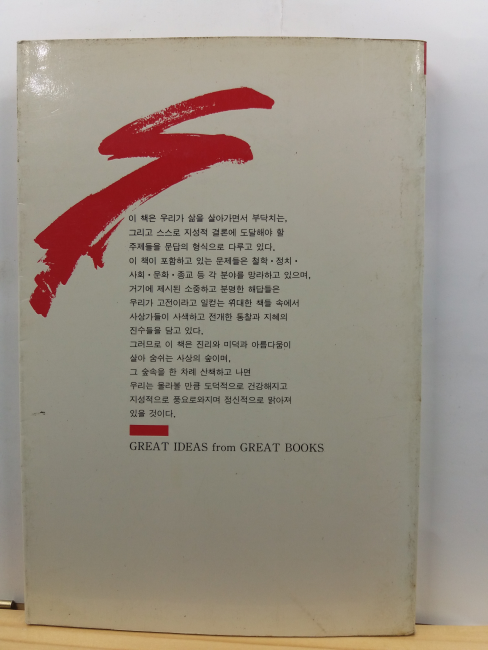 이 책은 우리가 삶을 살아가면서 부닥치는,
그리고 스스로 지성적 결론에 도달해야 할
주제들을 문답의 형식으로 다루고 있다.
이 책이 포함하고 있는 문제들은 철학・정치・
사회・문화・종교 등 각 분야를 망라하고 있으며,
거기에 제시된 소중하고 분명한 해답들은
우리가 고전이라고 일컫는 위대한 책들 속에서
사상가들이 사색하고 전개한 통찰과 지혜의
진수들을 담고 있다.
그러므로 이 책은 진리와 미덕과 아름다움이
살아 숨쉬는 사상의 숲이며,
그 숲속을 한 차례 산책하고 나면
우리는 몰라볼 만큼 도덕적으로 건강해지고
지성적으로 풍요로와지며 정신적으로 맑아져
있을 것이다.
GREAT IDEAS from GREAT BOOKS